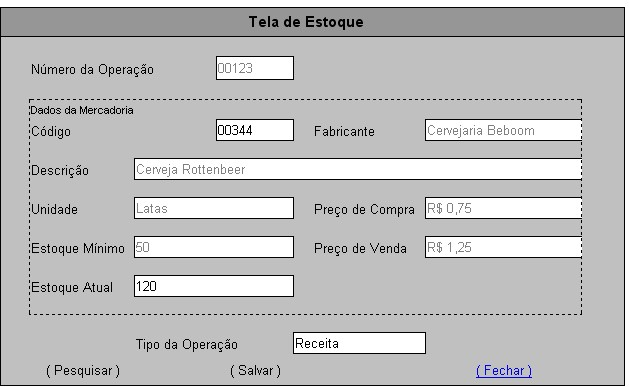 Tela de Estoque
Número da Operação 00123
Dados da Mercadoria
Código 00344 Fabricante Cervejaria Beboom
Descrição Cerveja Rottenbeer
Unidade Latas Preço de Compra R$ 0,75
Estoque Mínimo 50 Preço de Venda R$ 1,25
Estoque Atual 120
Tipo da Operação Receita
( Pesquisar ) ( Salvar ) ( Fechar )